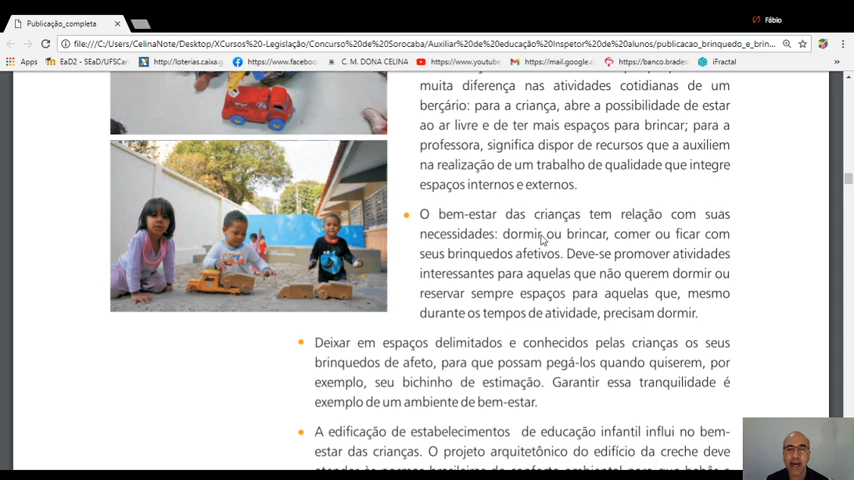 Publicação_completa
Fábio
file:///C:/Users/CelinaNote/Desktop/XCursos%20-Legislação/Concurso%20de%20Sorocaba/Auxiliar%20de%20educação%20Inspetor%20de%20alunos/publicacao_brinquedo_e_brin...
Apps
EaD2 - SEaD/UFSCar
http://loterias.caixa.g
https://www.facebook
C. M. DONA CELINA
https://www.youtube
https://mail.google.c
https://banco.brades
iFractal
muita diferença nas atividades cotidianas de um
berçário: para a criança, abre a possibilidade de estar
ao ar livre e de ter mais espaços para brincar; para a
professora, significa dispor de recursos que a auxiliem
na realização de um trabalho de qualidade que integre
espaços internos e externos.
• O bem-estar das crianças tem relação com suas
necessidades: dormir ou brincar, comer ou ficar com
seus brinquedos afetivos. Deve-se promover atividades
interessantes para aquelas que não querem dormir ou
reservar sempre espaços para aquelas que, mesmo
durante os tempos de atividade, precisam dormir.
• Deixar em espaços delimitados e conhecidos pelas crianças os seus
brinquedos de afeto, para que possam pegá-los quando quiserem, por
exemplo, seu bichinho de estimação. Garantir essa tranquilidade é
exemplo de um ambiente de bem-estar.
• A edificação de estabelecimentos de educação infantil influi no bem-
estar das crianças. O projeto arquitetônico do edifício da creche deve